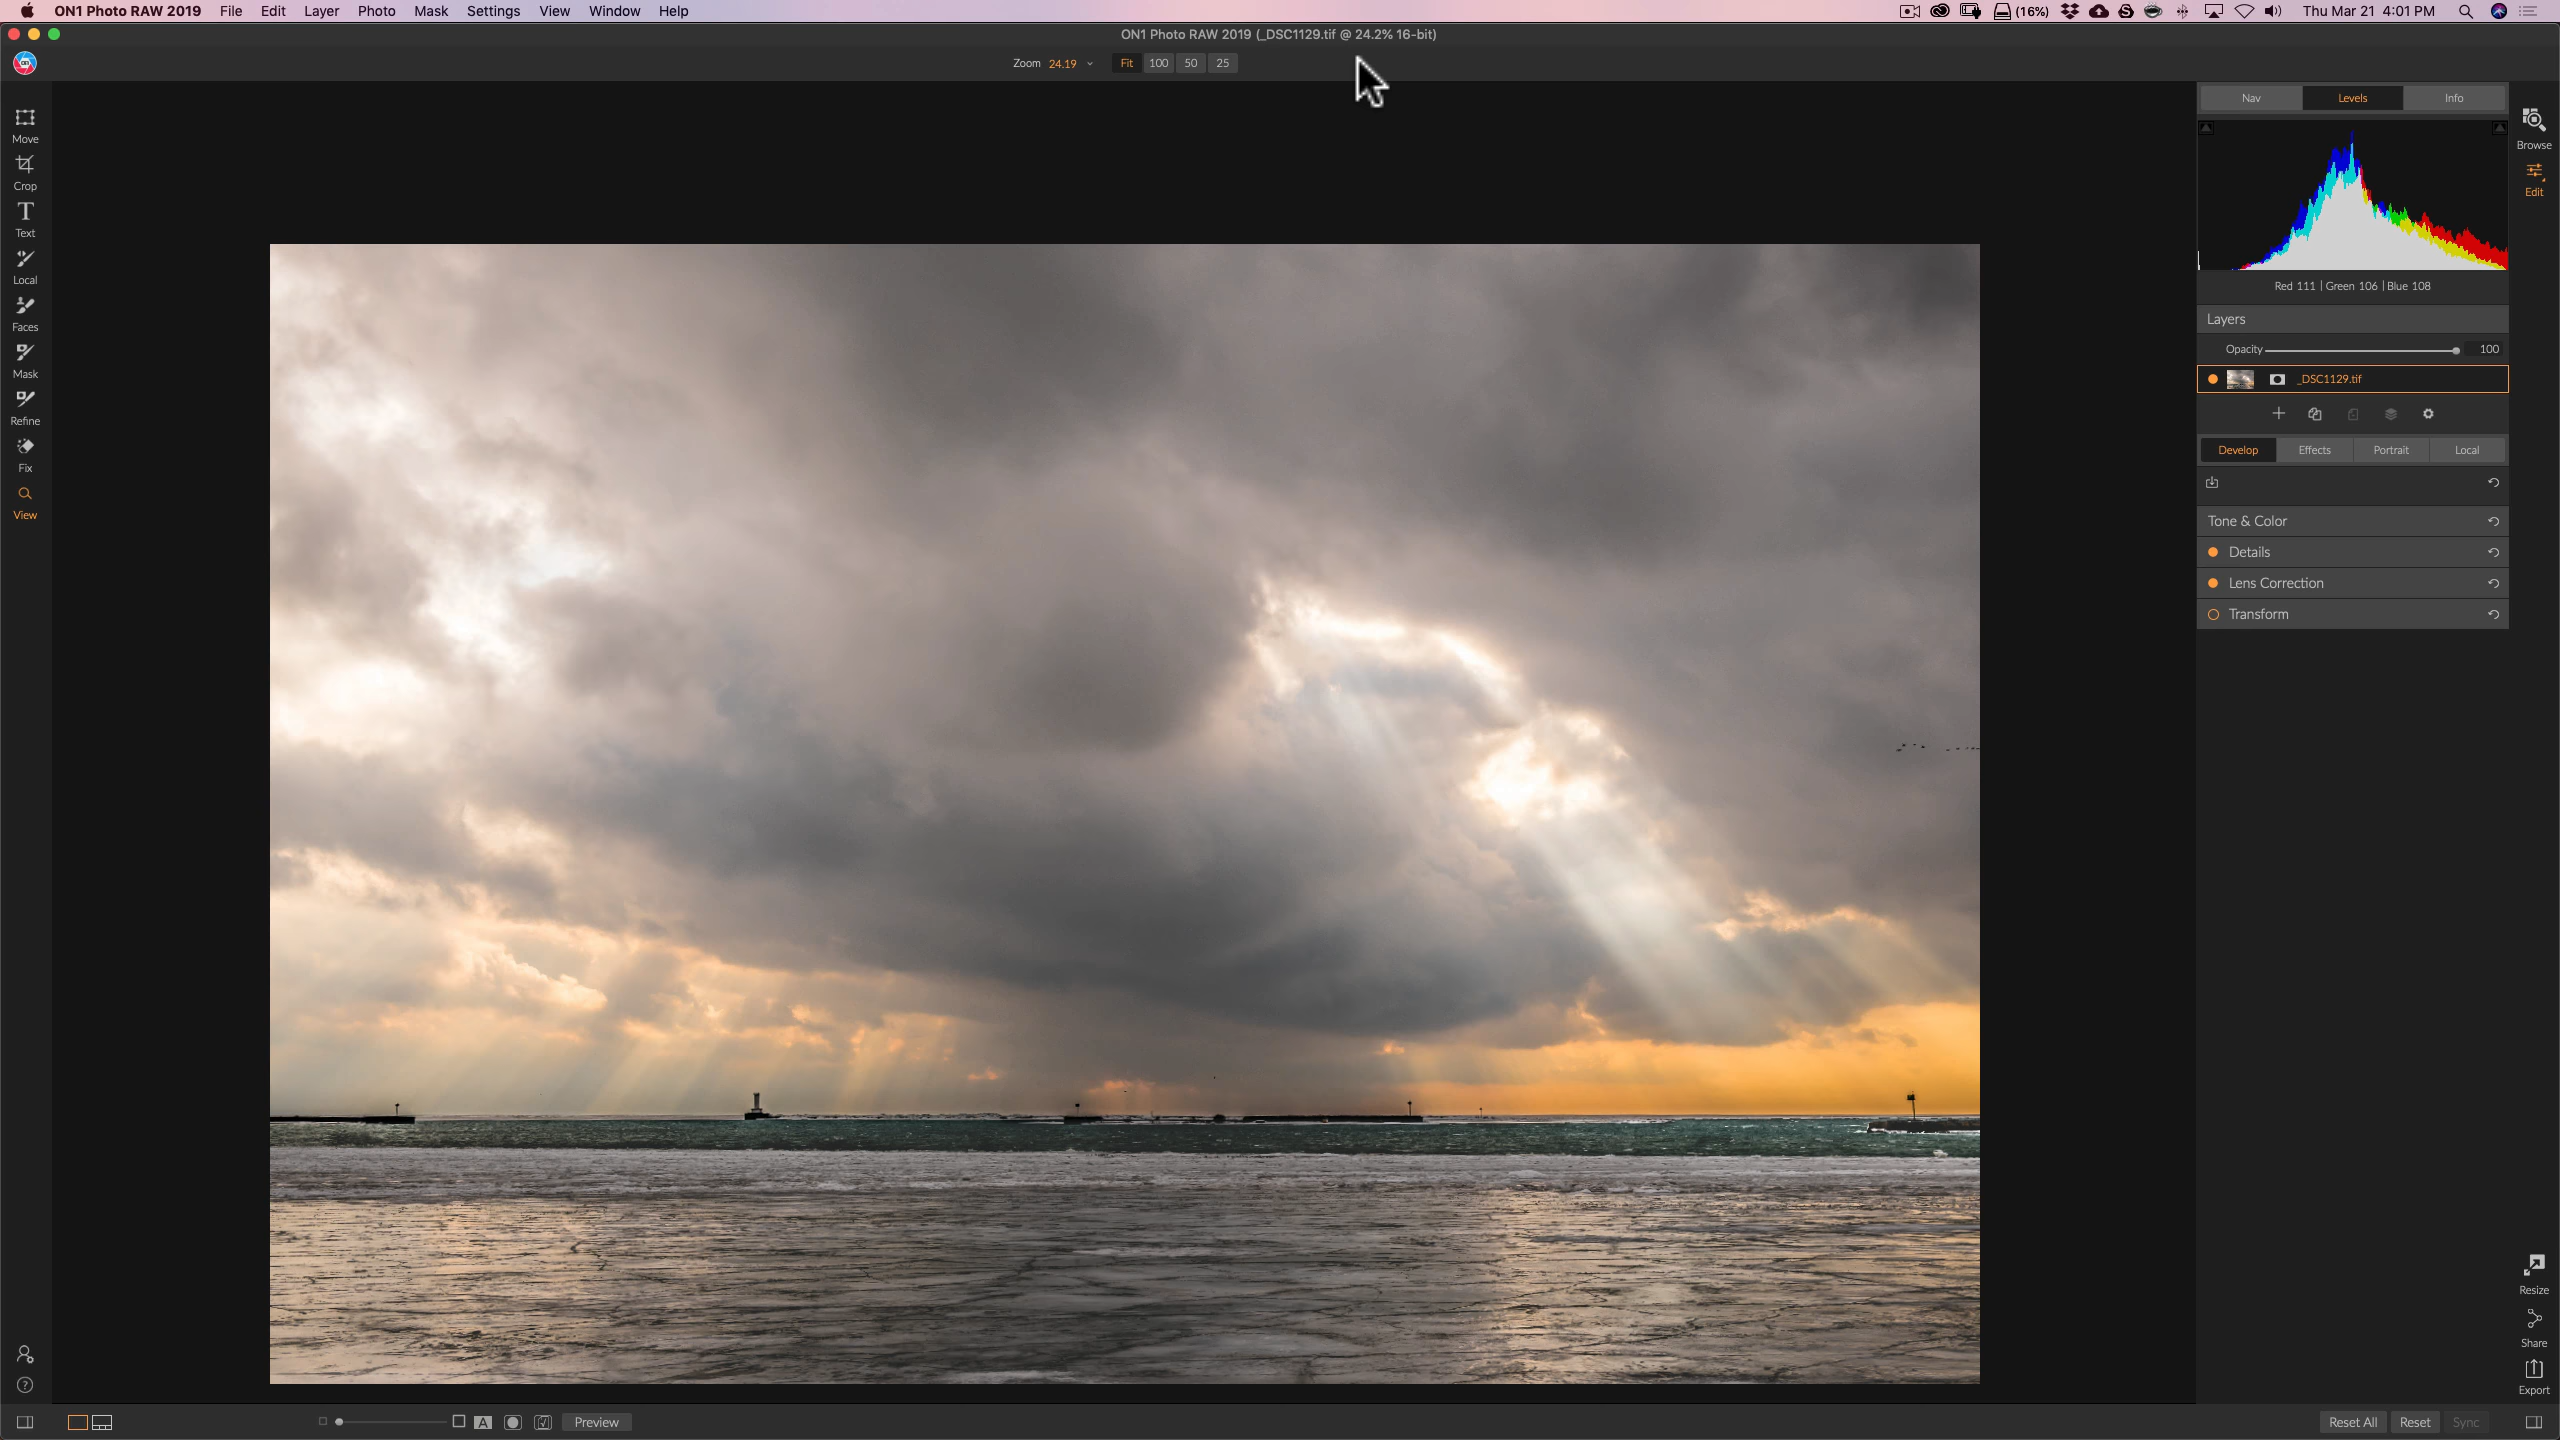 ON1 Photo RAW 2019 File Edit Layer Photo Mask Settings View Window Help (16%) Thu Mar 21 4:01 PM
ON1 Photo RAW 2019 (_DSC1129.tif @ 24.2% 16-bit)
Zoom 24.19 Fit 100 50 25
Move
Crop
Text
Local
Faces
Mask
Refine
Fix
View
Nav Levels Info
Red 111 | Green 106 | Blue 108
Layers
Opacity 100
_DSC1129.tif
Develop Effects Portrait Local
Tone & Color
Details
Lens Correction
Transform
Browse
Edit
Resize
Share
Export
A Preview
Reset All Reset Sync